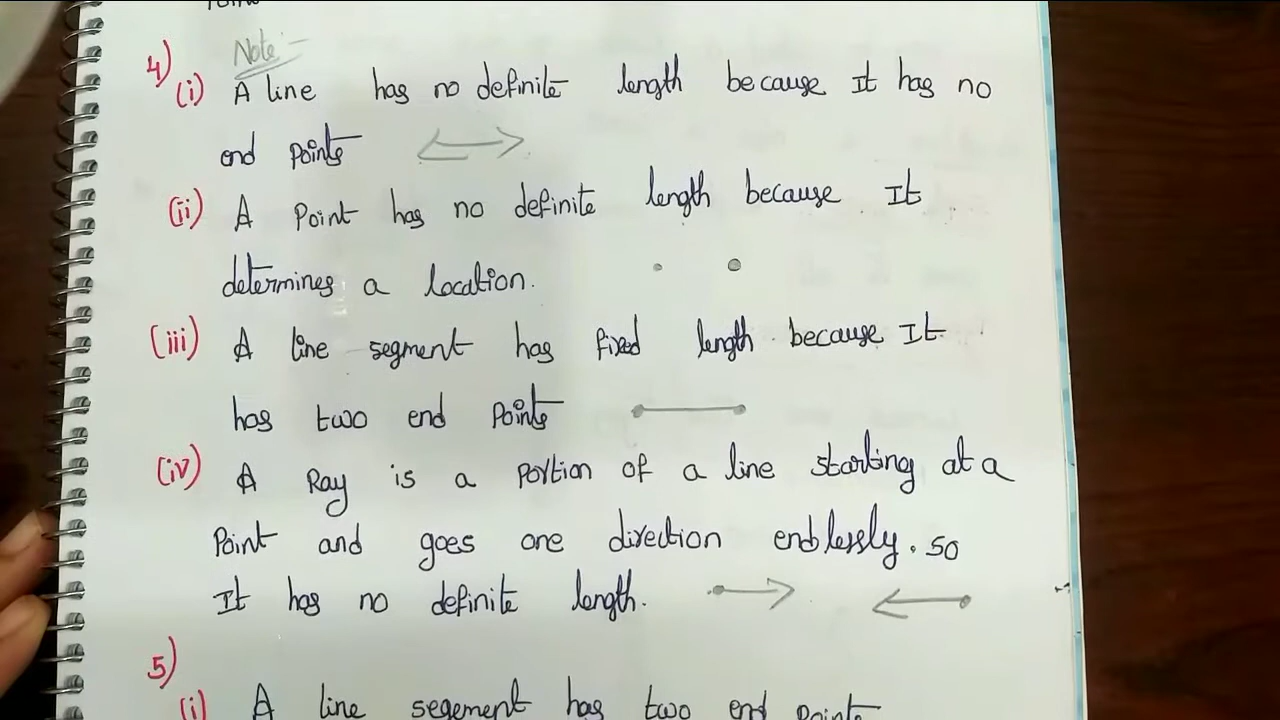 Note:-
4)
(i) A line has no definite length because It has no
end points
(ii) A Point has no definite length because It
determines a location.
(iii) A line segment has fixed length because It
has two end points
(iv) A Ray is a portion of a line starting at a
Point and goes one direction endlessly. so
It has no definite length.
5)
(i) A line segement has two end points